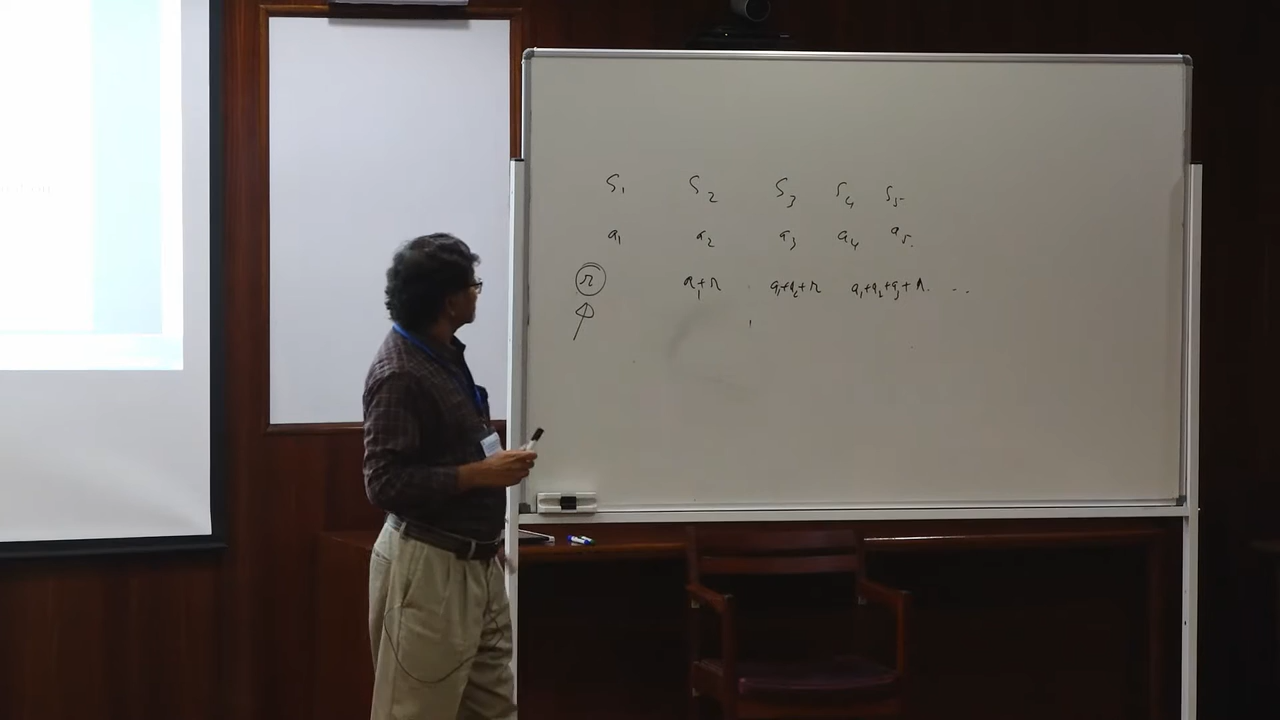 S₁ S₂ S₃ S₄ S₅
a₁ a₂ a₃ a₄ a₅.
r a₁+r a₁+a₂+r a₁+a₂+a₃+r. ..